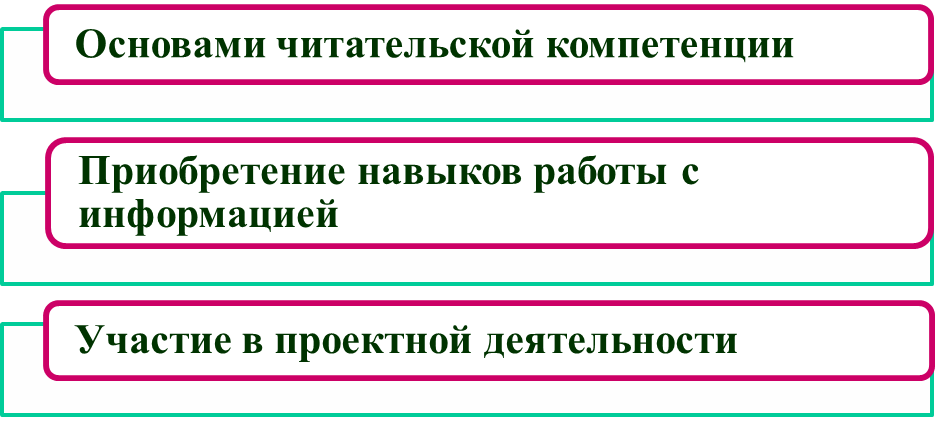 Основами читательской компетенции
Приобретение навыков работы с
информацией
Участие в проектной деятельности